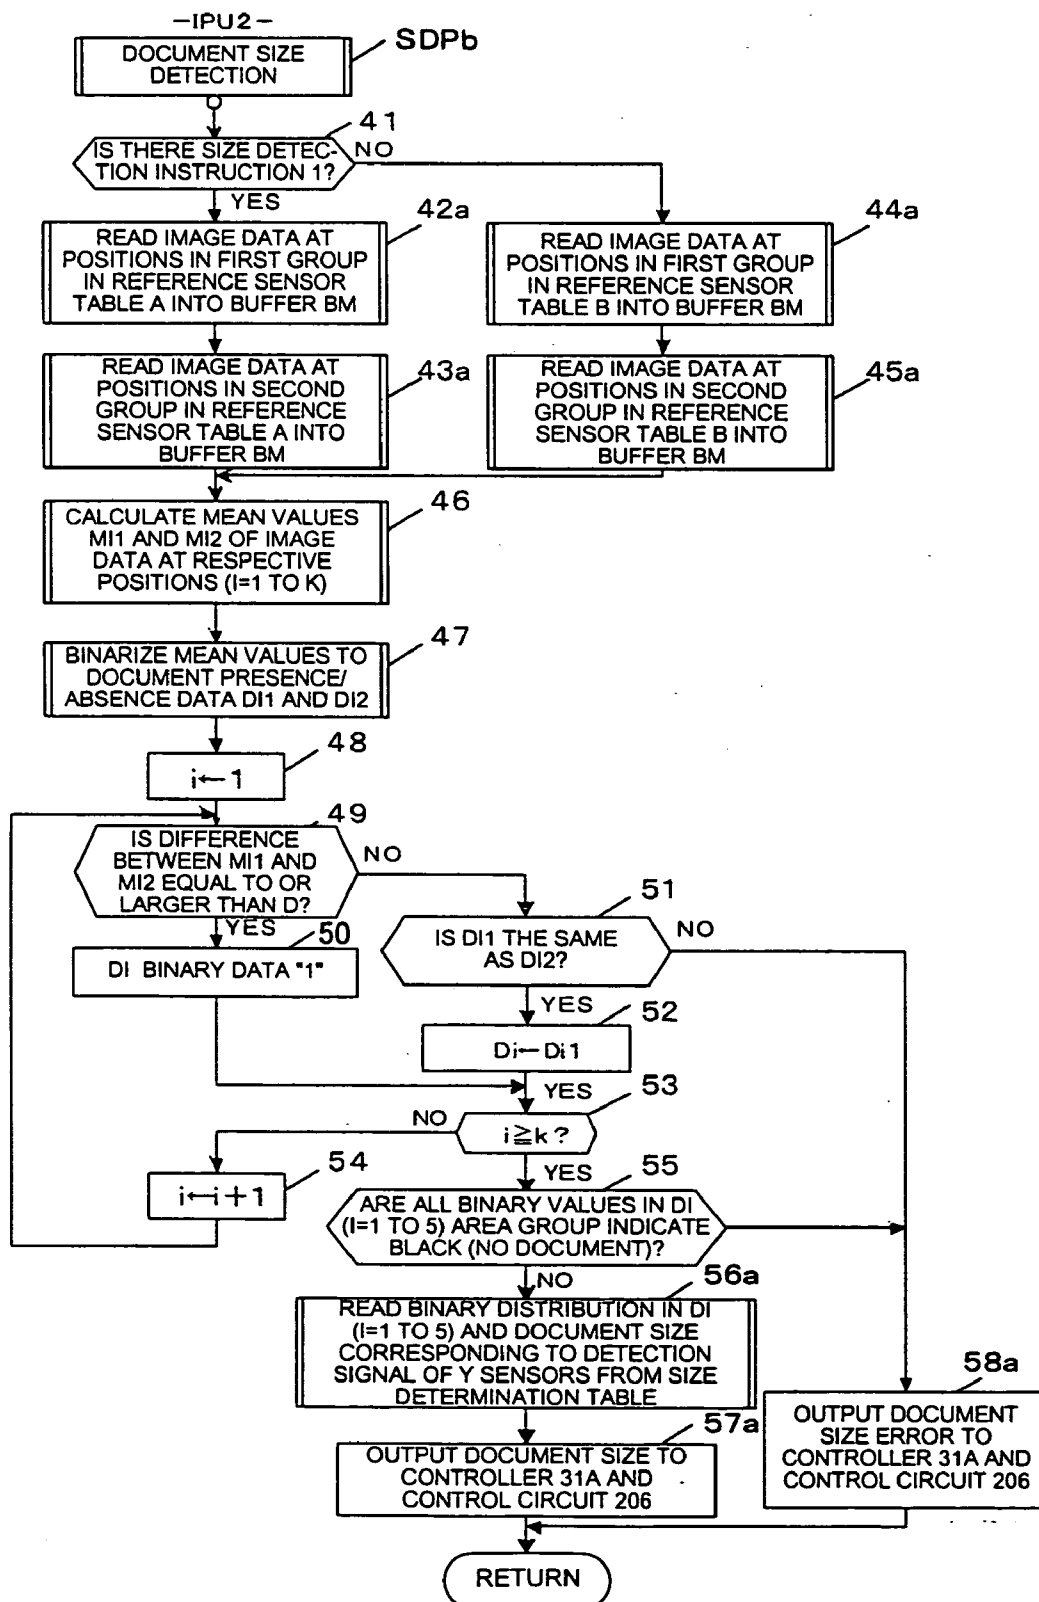 -IPU2-
SDPb
DOCUMENT SIZE
DETECTION
41
IS THERE SIZE DETEC-
TION INSTRUCTION 1?
NO
YES
42a
READ IMAGE DATA AT
POSITIONS IN FIRST GROUP
IN REFERENCE SENSOR
TABLE A INTO BUFFER BM
44a
READ IMAGE DATA AT
POSITIONS IN FIRST GROUP
IN REFERENCE SENSOR
TABLE B INTO BUFFER BM
43a
READ IMAGE DATA AT
POSITIONS IN SECOND
GROUP IN REFERENCE
SENSOR TABLE A INTO
BUFFER BM
45a
READ IMAGE DATA AT
POSITIONS IN SECOND
GROUP IN REFERENCE
SENSOR TABLE B INTO
BUFFER BM
46
CALCULATE MEAN VALUES
MI1 AND MI2 OF IMAGE
DATA AT RESPECTIVE
POSITIONS (I=1 TO K)
47
BINARIZE MEAN VALUES TO
DOCUMENT PRESENCE/
ABSENCE DATA DI1 AND DI2
48
i←1
49
IS DIFFERENCE
BETWEEN MI1 AND
MI2 EQUAL TO OR
LARGER THAN D?
NO
YES
50
DI BINARY DATA "1"
51
IS DI1 THE SAME
AS DI2?
NO
YES
52
Di←Di1
YES
53
i≧k?
NO
YES
54
i←i+1
55
ARE ALL BINARY VALUES IN DI
(I=1 TO 5) AREA GROUP INDICATE
BLACK (NO DOCUMENT)?
NO
56a
READ BINARY DISTRIBUTION IN DI
(I=1 TO 5) AND DOCUMENT SIZE
CORRESPONDING TO DETECTION
SIGNAL OF Y SENSORS FROM SIZE
DETERMINATION TABLE
57a
OUTPUT DOCUMENT SIZE TO
CONTROLLER 31A AND
CONTROL CIRCUIT 206
58a
OUTPUT DOCUMENT
SIZE ERROR TO
CONTROLLER 31A AND
CONTROL CIRCUIT 206
RETURN